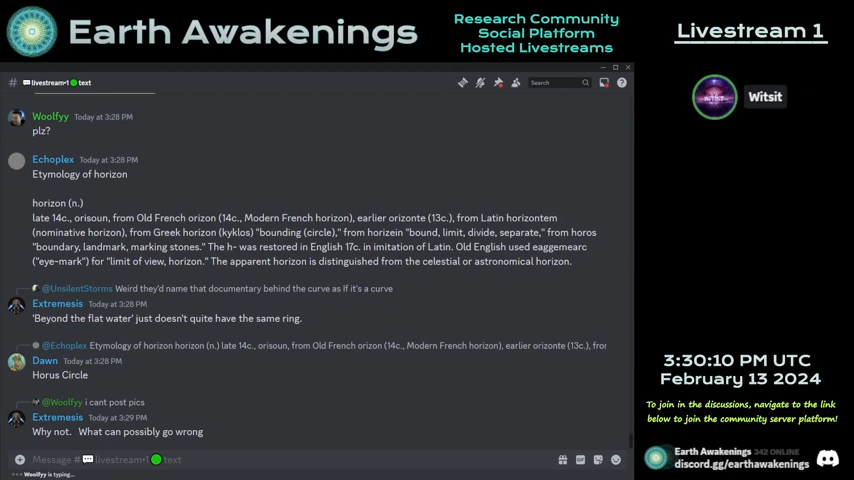 Earth Awakenings
Research Community
Social Platform
Hosted Livestreams
Livestream 1
# livestream•1 text
Search
Witsit
Woolfyy Today at 3:28 PM
plz?
Echoplex Today at 3:28 PM
Etymology of horizon
horizon (n.)
late 14c., orisoun, from Old French orizon (14c., Modern French horizon), earlier orizonte (13c.), from Latin horizontem
(nominative horizon), from Greek horizon (kyklos) "bounding (circle)," from horizein "bound, limit, divide, separate," from horos
"boundary, landmark, marking stones." The h- was restored in English 17c. in imitation of Latin. Old English used eaggemearc
("eye-mark") for "limit of view, horizon." The apparent horizon is distinguished from the celestial or astronomical horizon.
@UnsilentStorms Weird they'd name that documentary behind the curve as If it's a curve
Extremesis Today at 3:28 PM
'Beyond the flat water' just doesn't quite have the same ring.
@Echoplex Etymology of horizon horizon (n.) late 14c., orisoun, from Old French orizon (14c., Modern French horizon), earlier orizonte (13c.), from
Dawn Today at 3:28 PM
Horus Circle
@Woolfyy i cant post pics
Extremesis Today at 3:29 PM
Why not. What can possibly go wrong
Message # livestream•1 text
GIF
Woolfyy is typing...
3:30:10 PM UTC
February 13 2024
To join in the discussions, navigate to the link
below to join the community server platform!
Earth Awakenings 342 ONLINE
discord.gg/earthawakenings